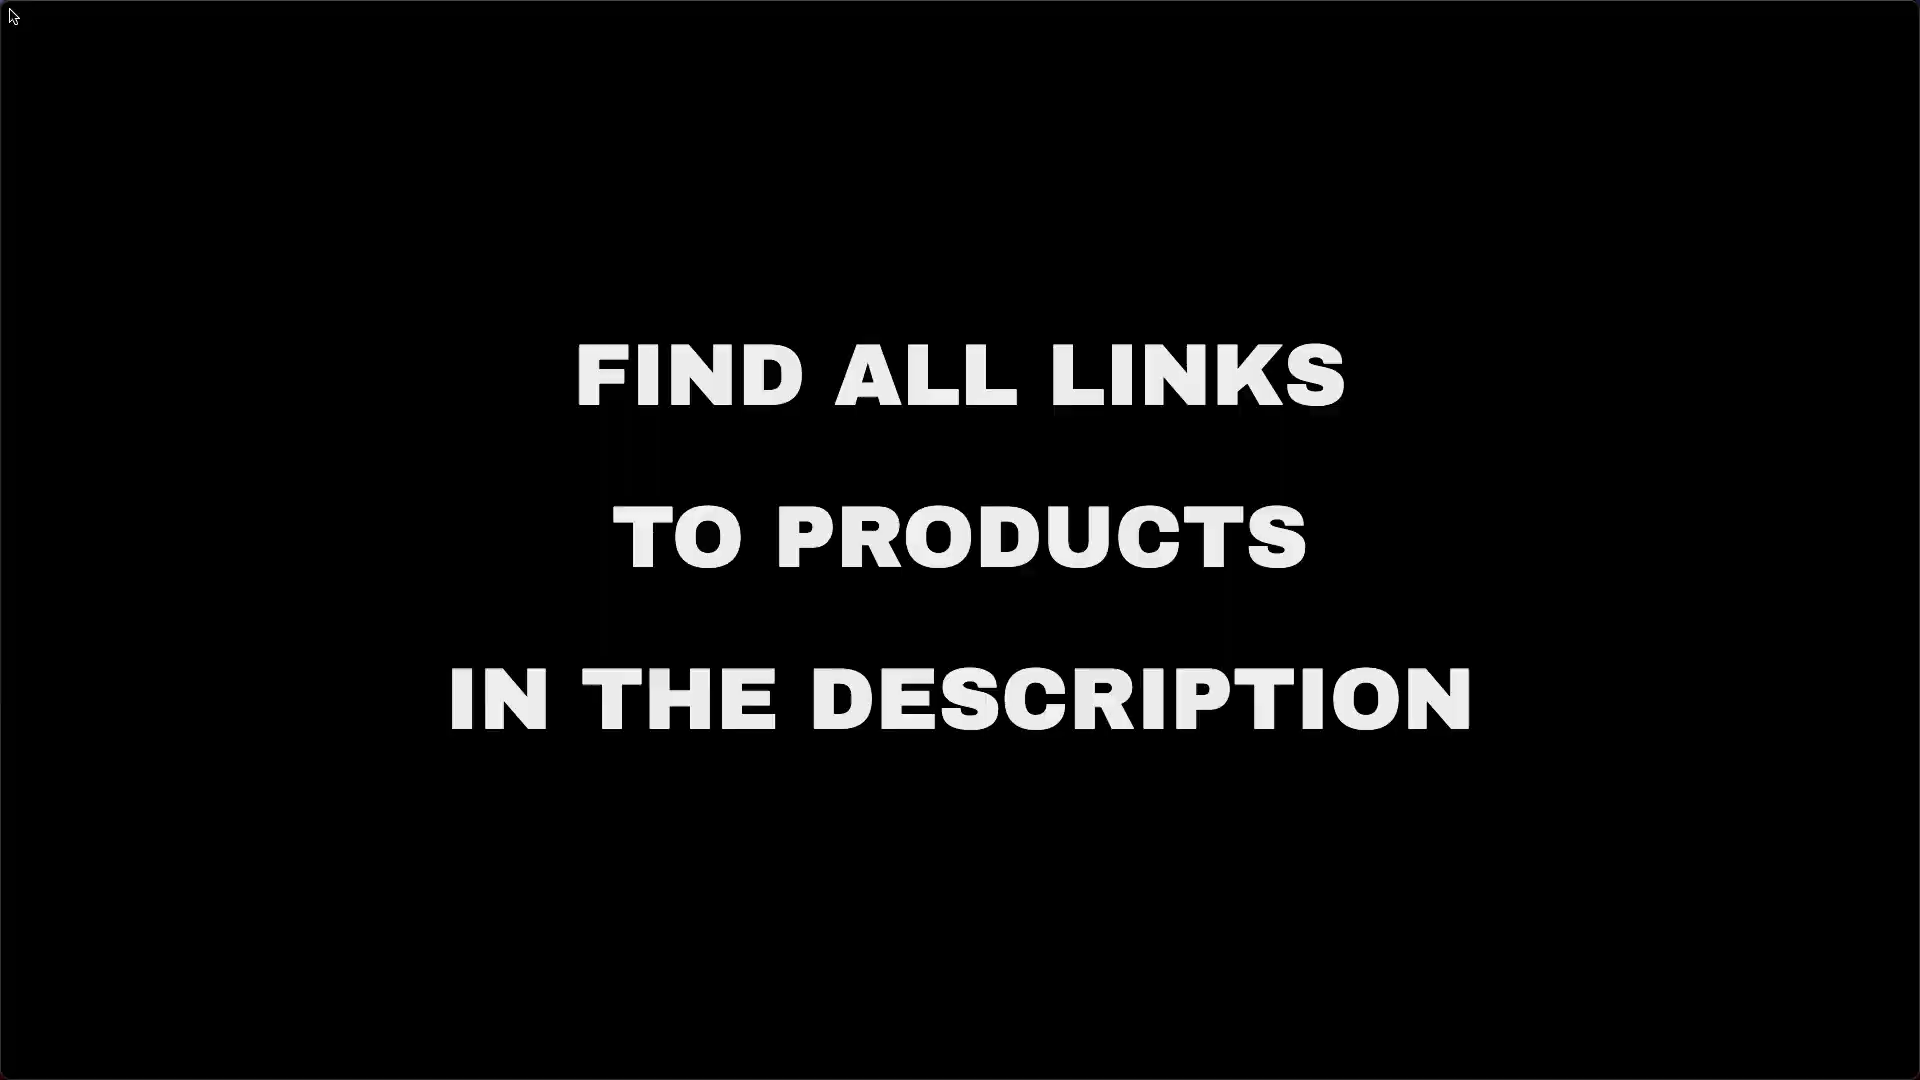 FIND ALL LINKS
TO PRODUCTS
IN THE DESCRIPTION